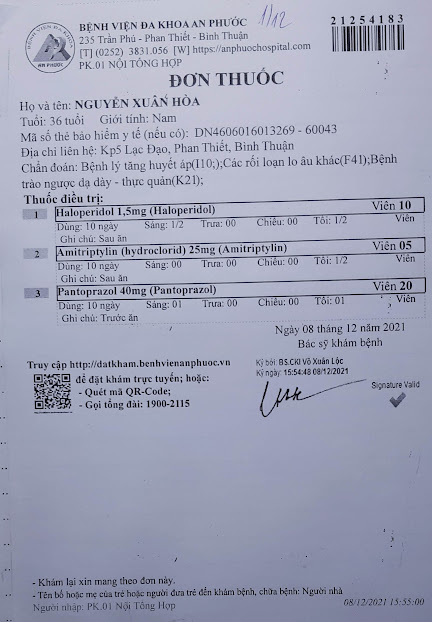 BỆNH VIỆN ĐA KHOA AN PHƯỚC
235 Trần Phú - Phan Thiết - Bình Thuận
[T] (0252) 3831.056 [W] https://anphuochospital.com
PK.01 NỘI TỔNG HỢP
AN PHƯỚC
1/12
21254183
ĐƠN THUỐC
Họ và tên: NGUYỄN XUÂN HÒA
Tuổi: 36 tuổi Giới tính: Nam
Mã số thẻ bảo hiểm y tế (nếu có): DN4606016013269 - 60043
Địa chỉ liên hệ: Kp5 Lạc Đạo, Phan Thiết, Bình Thuận
Chẩn đoán: Bệnh lý tăng huyết áp(I10;);Các rối loạn lo âu khác(F41);Bệnh
trào ngược dạ dày - thực quản(K21);
Thuốc điều trị:
1 Haloperidol 1,5mg (Haloperidol) Viên 10
Dùng: 10 ngày Sáng: 1/2 Trưa: 00 Chiều: 00 Tối: 1/2 Viên
Ghi chú: Sau ăn
2 Amitriptylin (hydroclorid) 25mg (Amitriptylin) Viên 05
Dùng: 10 ngày Sáng: 00 Trưa: 00 Chiều: 00 Tối: 1/2 Viên
Ghi chú: Sau ăn
3 Pantoprazol 40mg (Pantoprazol) Viên 20
Dùng: 10 ngày Sáng: 01 Trưa: 00 Chiều: 00 Tối: 01 Viên
Ghi chú: Trước ăn
Ngày 08 tháng 12 năm 2021
Bác sỹ khám bệnh
Truy cập http://datkham.benhvienanphuoc.vn
để đặt khám trực tuyến; hoặc:
- Quét mã QR-Code;
- Gọi tổng đài: 1900-2115
Ký bởi: BS.CKI Võ Xuân Lộc
Ký ngày: 15:54:48 08/12/2021
Signature Valid
- Khám lại xin mang theo đơn này.
- Tên bố hoặc mẹ của trẻ hoặc người đưa trẻ đến khám bệnh, chữa bệnh: Người nhà
Người nhập: PK.01 Nội Tổng Hợp
08/12/2021 15:55:00